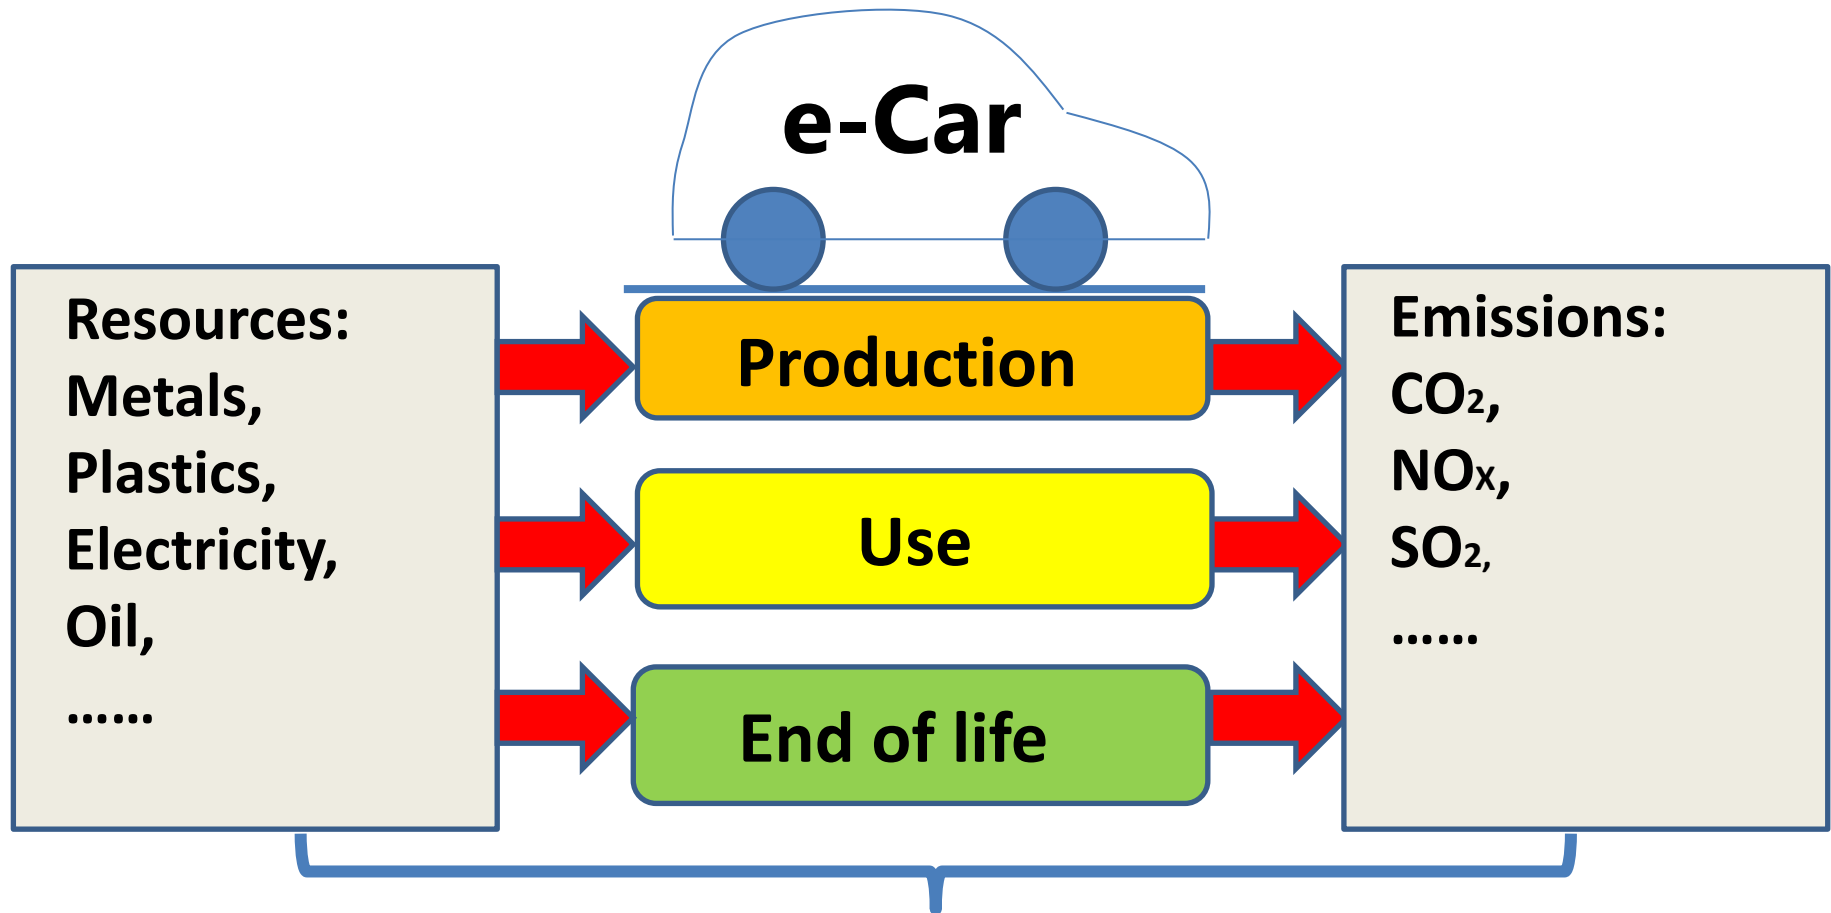 e-Car
Resources:
Metals,
Plastics,
Electricity,
Oil,
......
Production
Use
End of life
Emissions:
CO₂,
NOₓ,
SO₂,
......